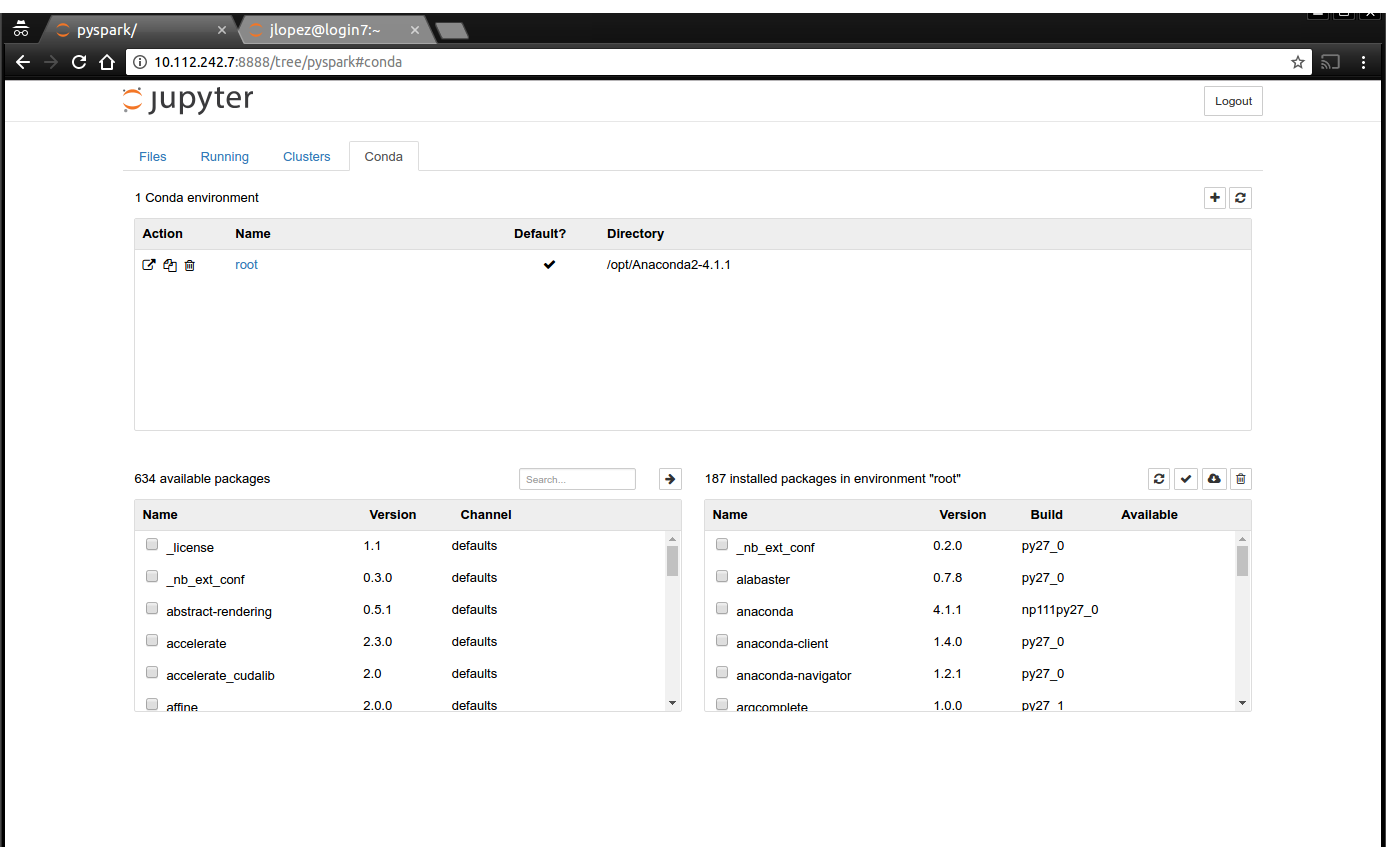 pyspark/ jlopez@login7:~
10.112.242.7:8888/tree/pyspark#conda
jupyter Logout
Files Running Clusters Conda
1 Conda environment
Action Name Default? Directory
root /opt/Anaconda2-4.1.1
634 available packages Search... 187 installed packages in environment "root"
Name Version Channel Name Version Build Available
_license 1.1 defaults _nb_ext_conf 0.2.0 py27_0
_nb_ext_conf 0.3.0 defaults alabaster 0.7.8 py27_0
abstract-rendering 0.5.1 defaults anaconda 4.1.1 np111py27_0
accelerate 2.3.0 defaults anaconda-client 1.4.0 py27_0
accelerate_cudalib 2.0 defaults anaconda-navigator 1.2.1 py27_0
affine 2.0.0 defaults argcomplete 1.0.0 py27_1